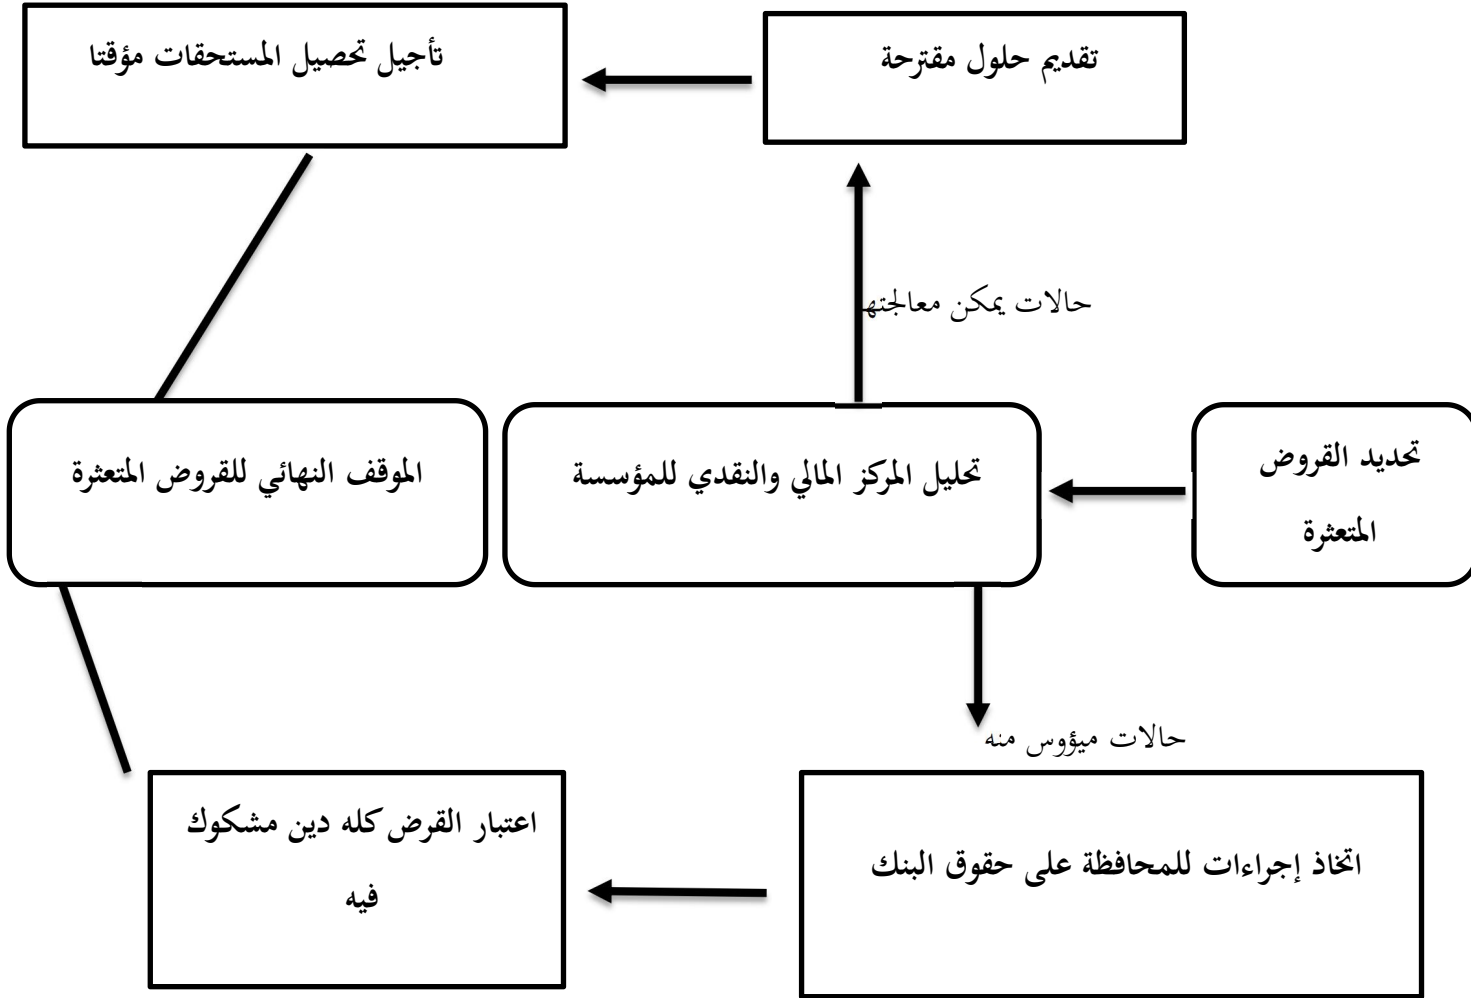 تقديم حلول مقترحة
تأجيل تحصيل المستحقات مؤقتا
حالات يمكن معالجته
تحديد القروض
المتعثرة
تحليل المركز المالي والنقدي للمؤسسة
الموقف النهائي للقروض المتعثرة
حالات ميؤوس منه
اتخاذ إجراءات للمحافظة على حقوق البنك
اعتبار القرض كله دين مشكوك
فيه